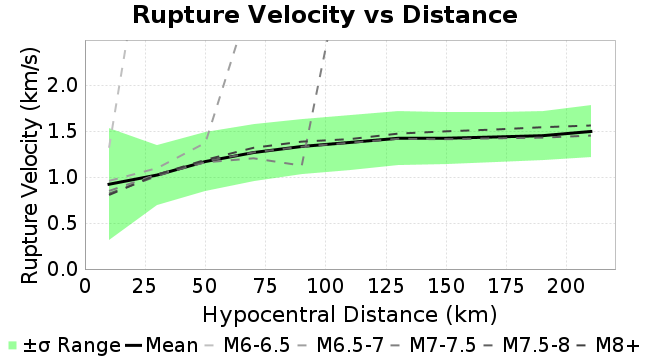 Rupture Velocity vs Distance
Rupture Velocity (km/s)
2.0
1.5
1.0
0.5
0.0
0 25 50 75 100 125 150 175 200
Hypocentral Distance (km)
±σ Range Mean M6-6.5 M6.5-7 M7-7.5 M7.5-8 M8+